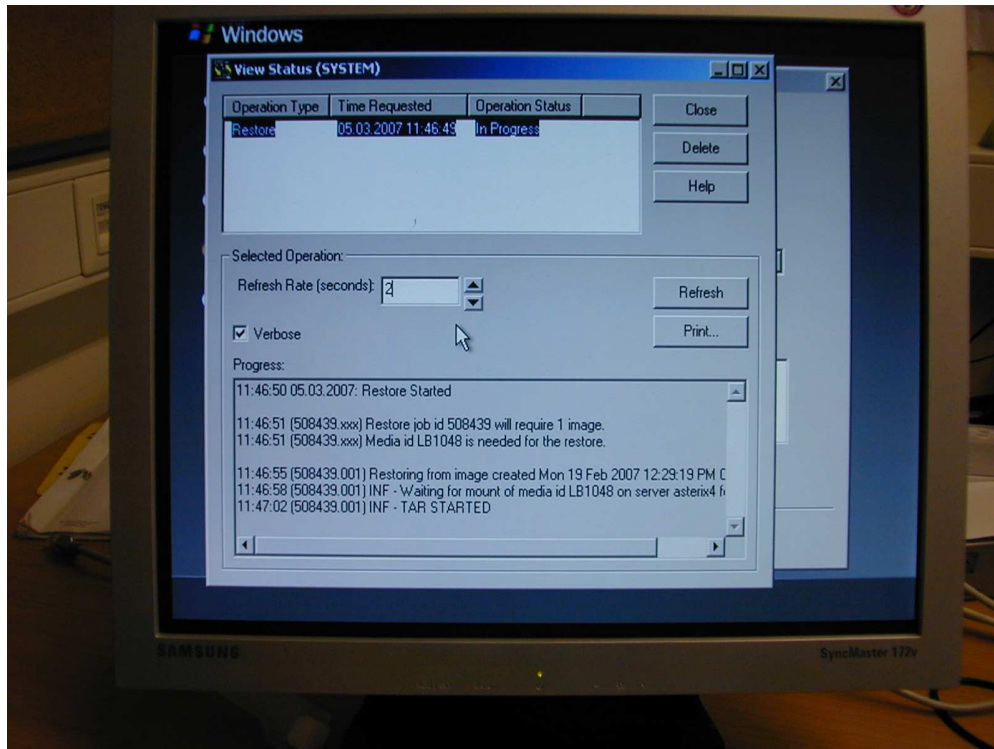 Windows
View Status (SYSTEM)
Operation Type Time Requested Operation Status
Restore 05.03.2007 11:46:49 In Progress
Close
Delete
Help
Selected Operation:
Refresh Rate (seconds): 2
Refresh
Verbose
Print...
Progress:
11:46:50 05.03.2007: Restore Started
11:46:51 (508439.xxx) Restore job id 508439 will require 1 image.
11:46:51 (508439.xxx) Media id LB1048 is needed for the restore.
11:46:55 (508439.001) Restoring from image created Mon 19 Feb 2007 12:29:19 PM
11:46:58 (508439.001) INF - Waiting for mount of media id LB1048 on server asterix4
11:47:02 (508439.001) INF - TAR STARTED
SAMSUNG
SyncMaster 172v